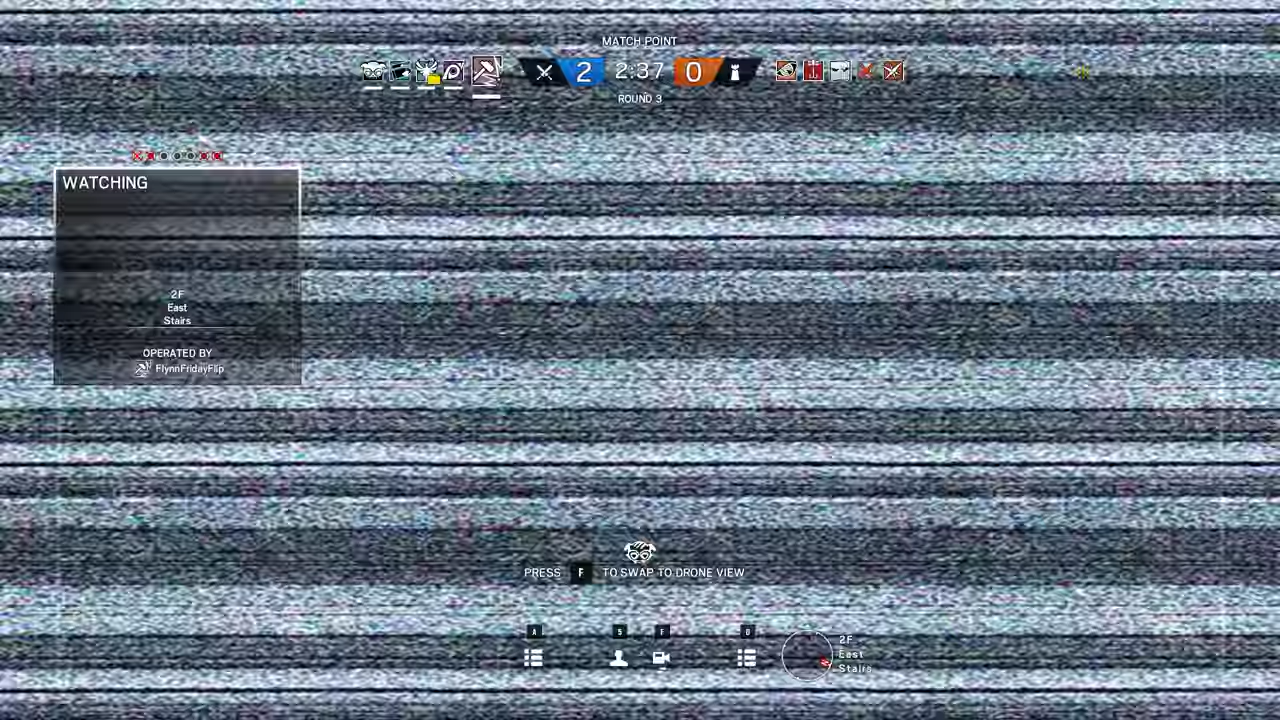 MATCH POINT
2 2:37 0
ROUND 3
WATCHING
2F
East
Stairs
OPERATED BY
FlynnFridayFlip
PRESS F TO SWAP TO DRONE VIEW
A S F D
2F
East
Stairs